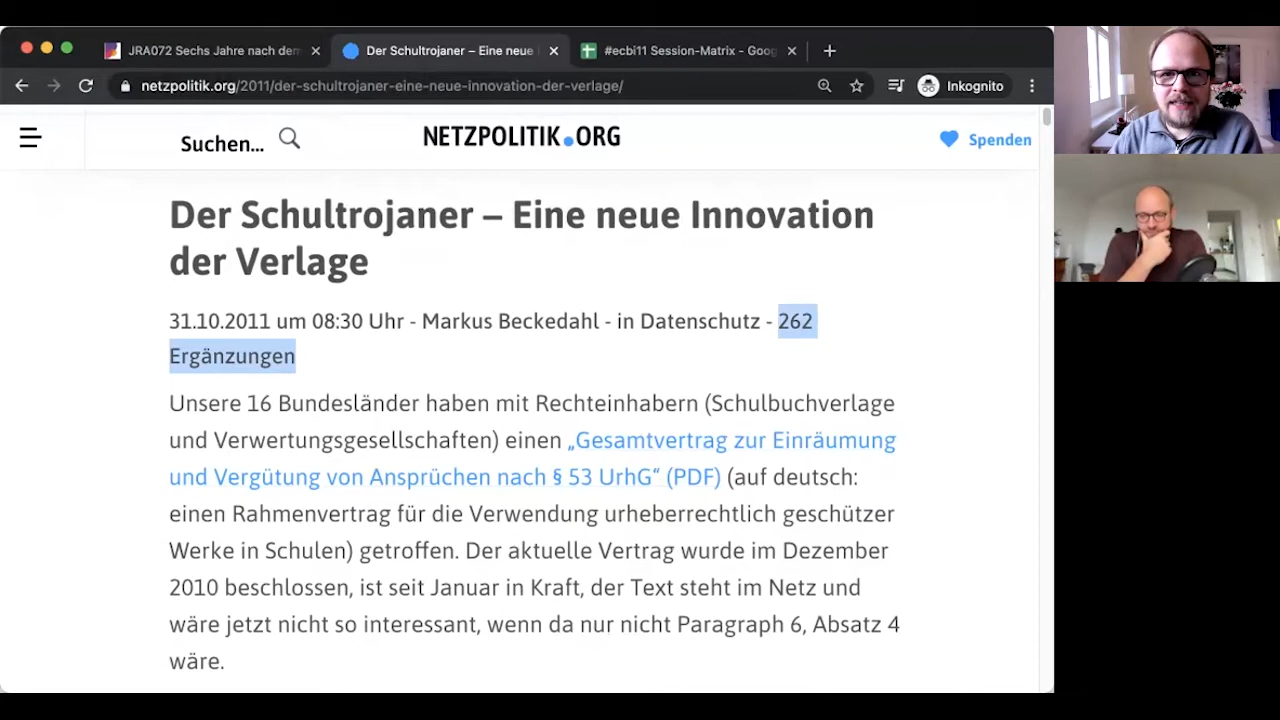 JRA072 Sechs Jahre nach dem
Der Schultrojaner – Eine neue
#ecbi11 Session-Matrix - Goog
netzpolitik.org/2011/der-schultrojaner-eine-neue-innovation-der-verlage/
Inkognito
Suchen...
NETZPOLITIK.ORG
Spenden
Der Schultrojaner – Eine neue Innovation
der Verlage
31.10.2011 um 08:30 Uhr - Markus Beckedahl - in Datenschutz - 262
Ergänzungen
Unsere 16 Bundesländer haben mit Rechteinhabern (Schulbuchverlage
und Verwertungsgesellschaften) einen „Gesamtvertrag zur Einräumung
und Vergütung von Ansprüchen nach § 53 UrhG“ (PDF) (auf deutsch:
einen Rahmenvertrag für die Verwendung urheberrechtlich geschützer
Werke in Schulen) getroffen. Der aktuelle Vertrag wurde im Dezember
2010 beschlossen, ist seit Januar in Kraft, der Text steht im Netz und
wäre jetzt nicht so interessant, wenn da nur nicht Paragraph 6, Absatz 4
wäre.